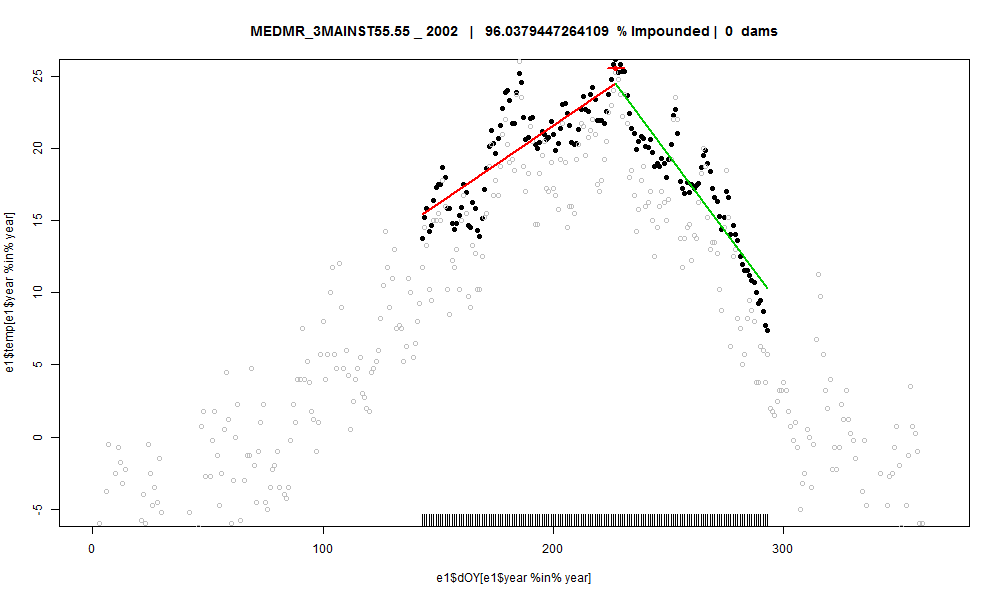 MEDMR_3MAINST55.55 _ 2002 | 96.0379447264109 % Impounded | 0 dams
e1$temp[e1$year %in% year]
25
20
15
10
5
0
-5
0 100 200 300
e1$dOY[e1$year %in% year]